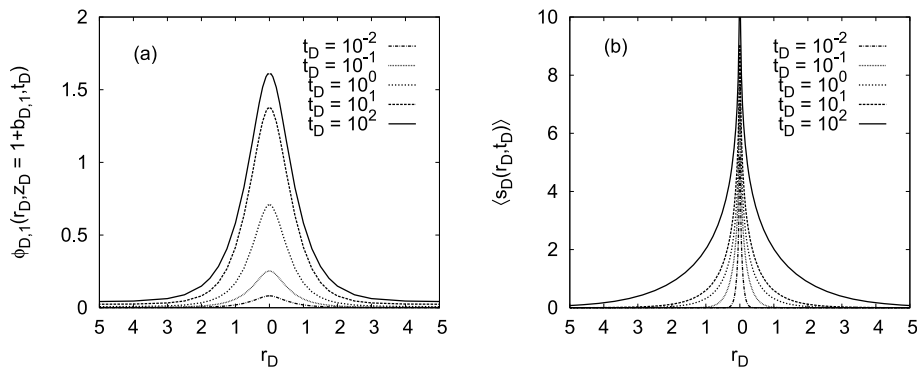 2
1.5
1
0.5
0
(a)
t_D = 10^-2
t_D = 10^-1
t_D = 10^0
t_D = 10^1
t_D = 10^2
5 4 3 2 1 0 1 2 3 4 5
r_D
ϕ_D,1(r_D,z_D = 1+b_D,1,t_D)
10
8
6
4
2
0
(b)
t_D = 10^-2
t_D = 10^-1
t_D = 10^0
t_D = 10^1
t_D = 10^2
5 4 3 2 1 0 1 2 3 4 5
r_D
⟨s_D(r_D,t_D)⟩